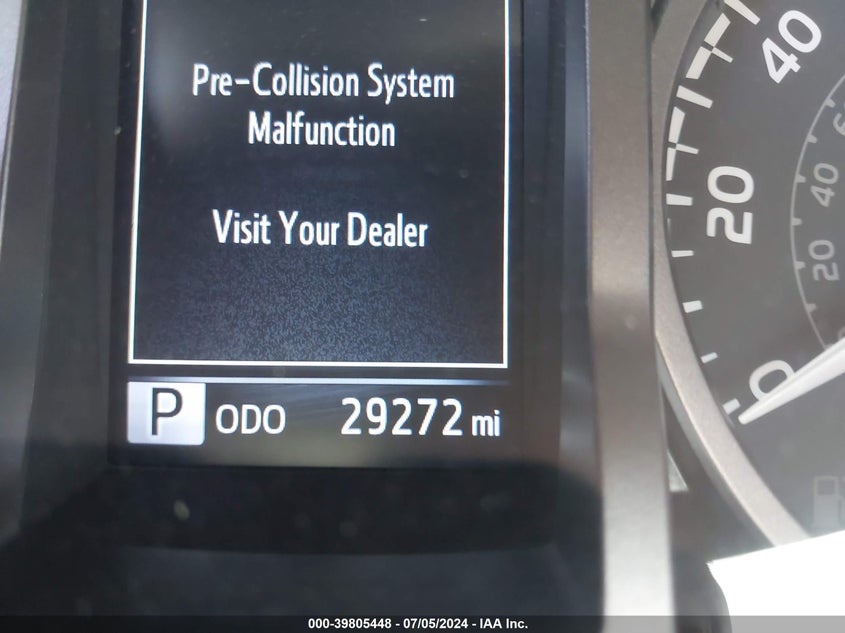 Pre-Collision System
Malfunction
Visit Your Dealer
P ODO 29272 mi
40
20
0
40
20
000-39805448 - 07/05/2024 - IAA Inc.